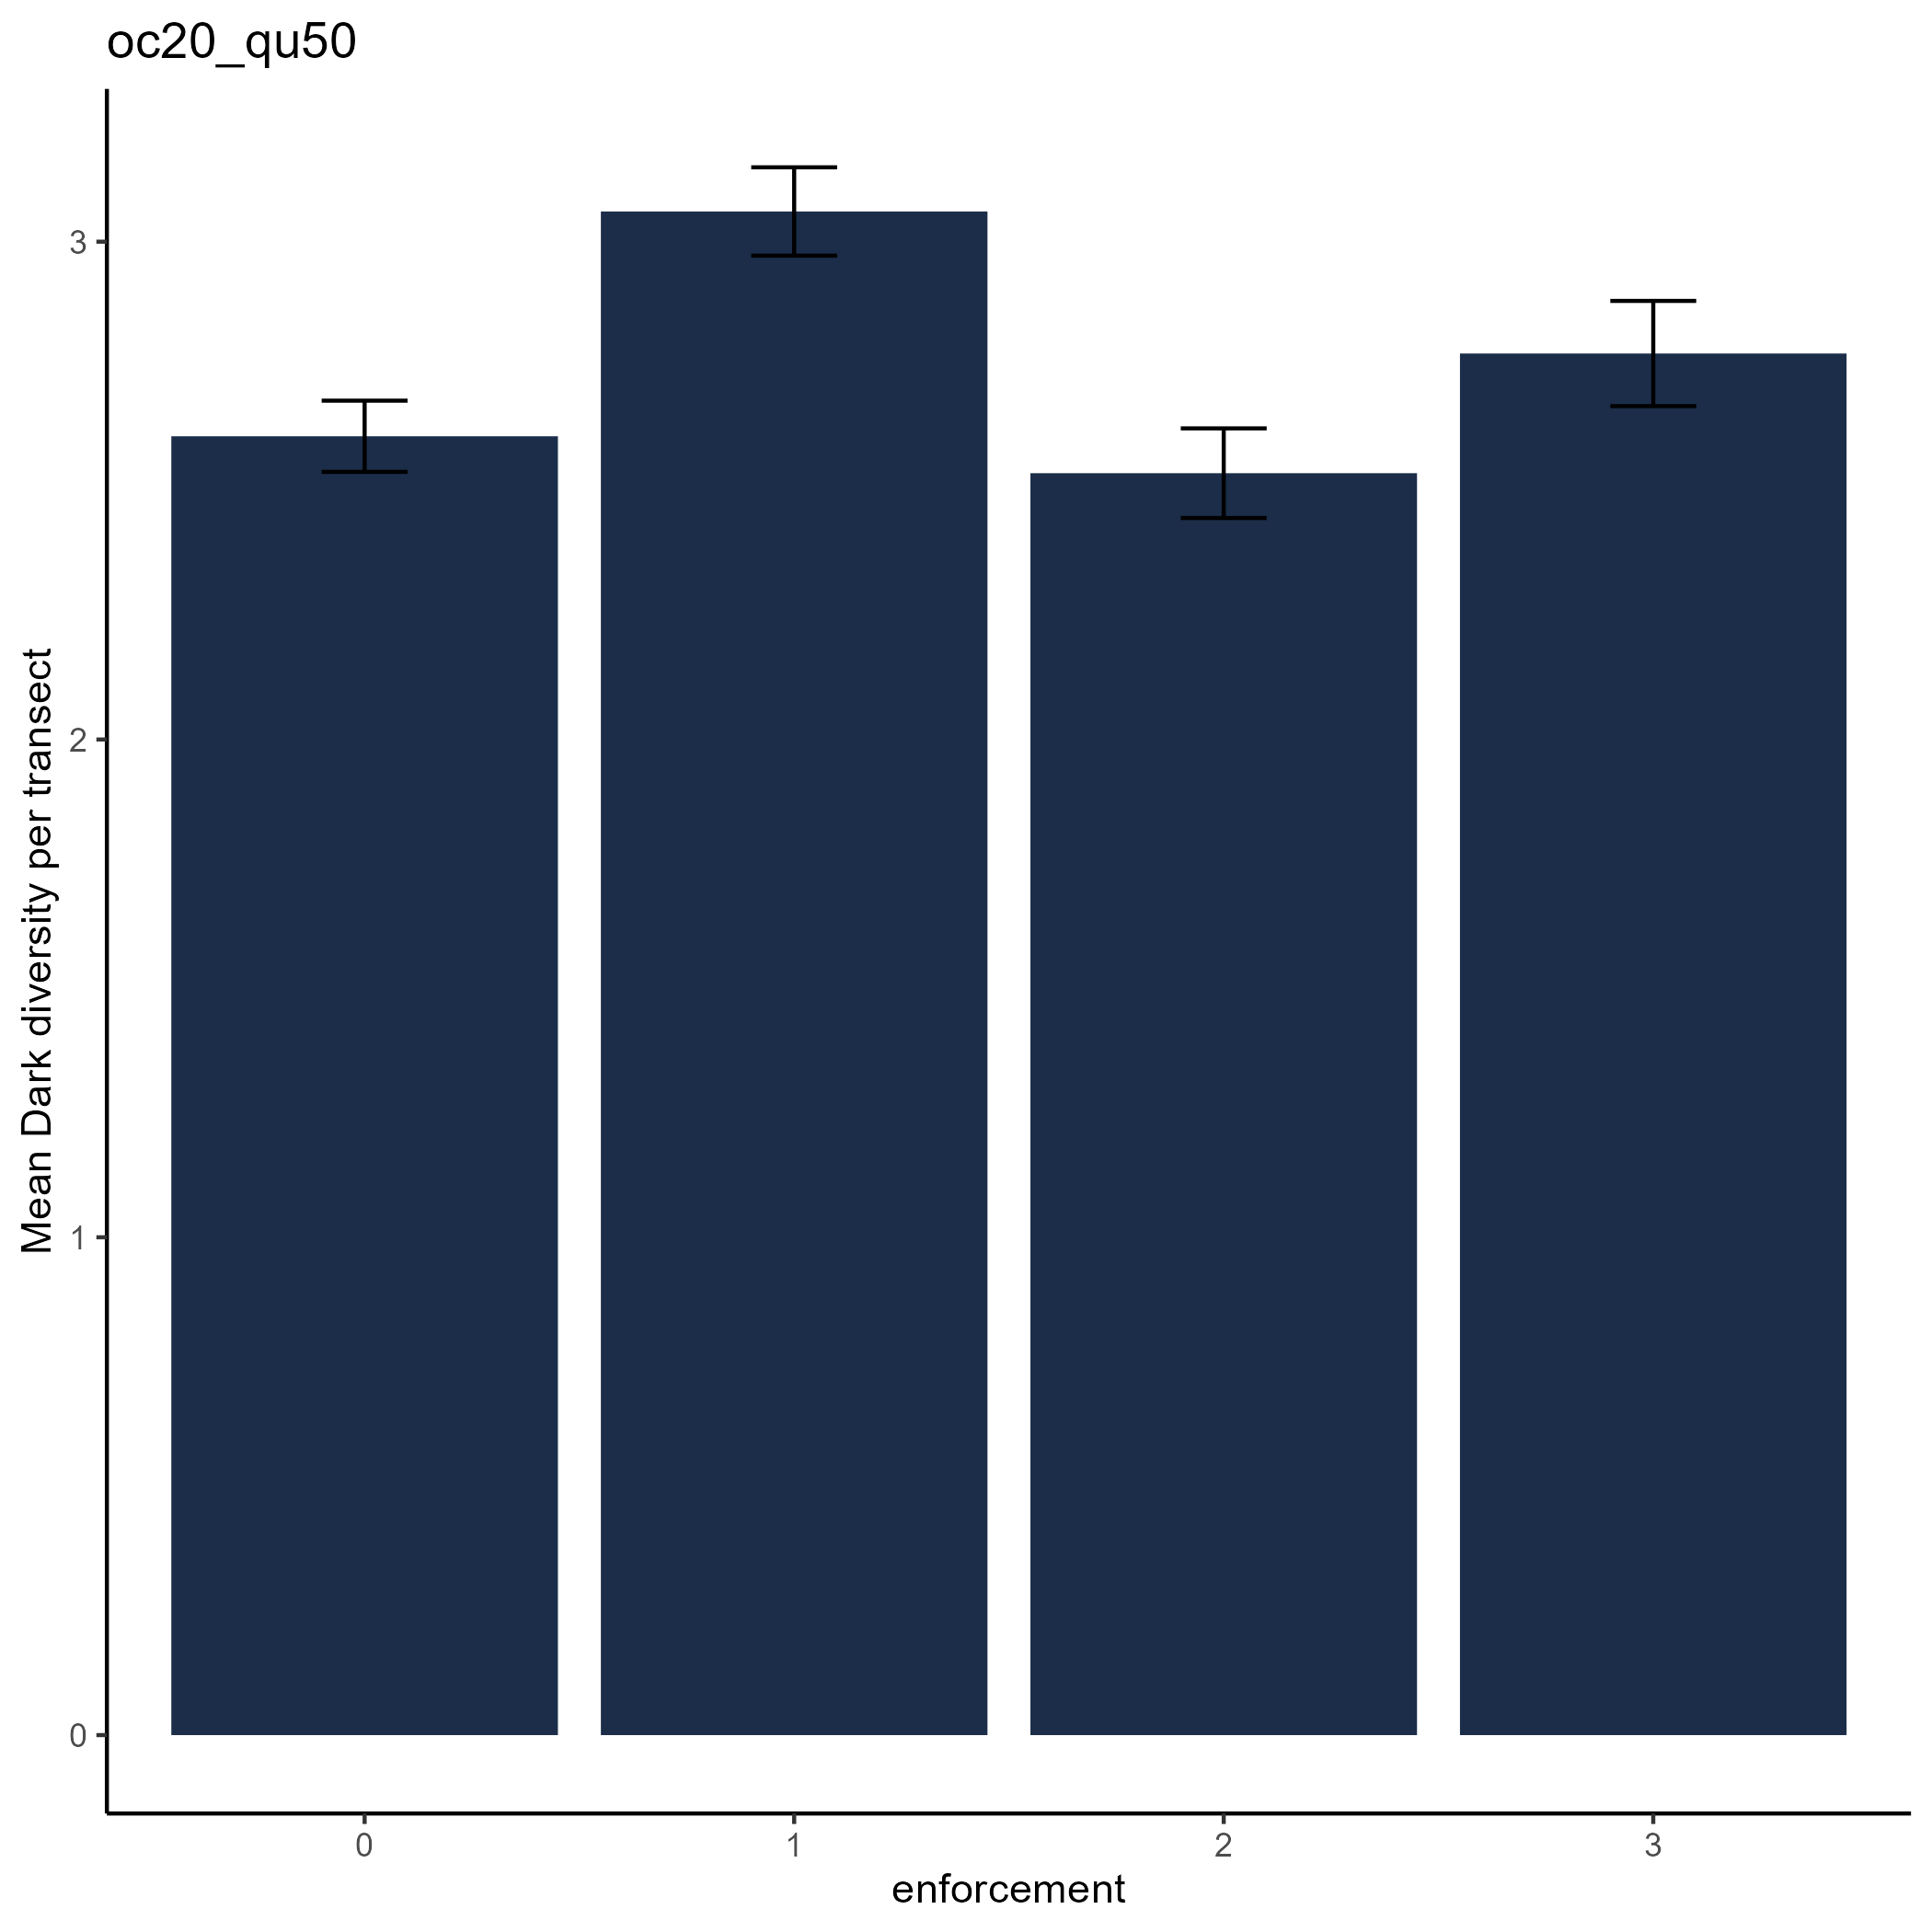 oc20_qu50
Mean Dark diversity per transect
3
2
1
0
0 1 2 3
enforcement